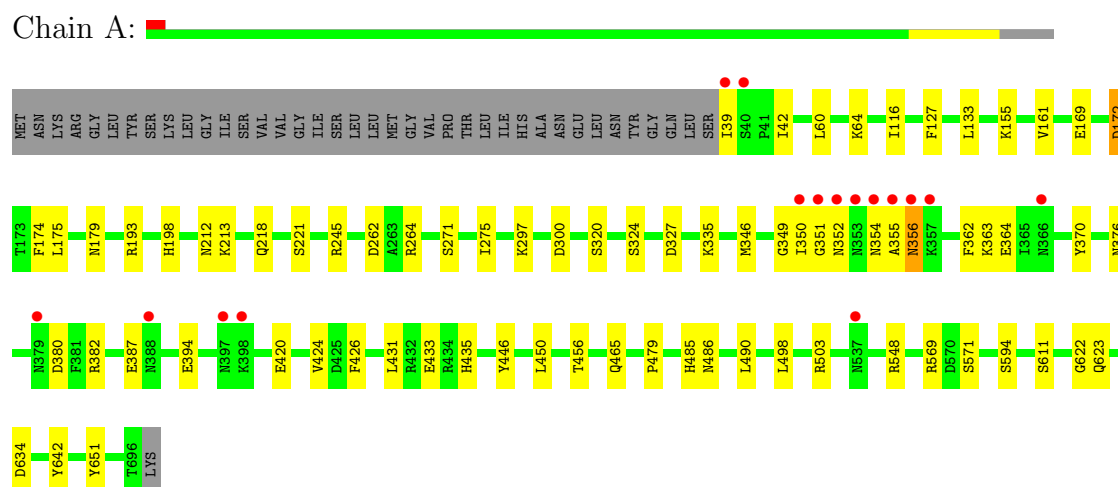 Chain A:
MET ASN LYS ARG GLY LEU TYR SER LYS LEU GLY ILE SER VAL VAL GLY ILE SER LEU LEU MET GLY VAL PRO THR LEU ILE HIS ALA ASN GLU LEU ASN TYR GLY GLN LEU SER I39 S40 P41 I42 L60 K64 I116 F127 L133 K155 V161 E169 D172
T173 F174 L175 N179 R193 H198 N212 K213 Q218 S221 R245 D262 A263 R264 S271 I275 K297 D300 S320 S324 D327 K335 M346 G349 I350 G351 N352 N353 N354 A355 N356 K357 F362 K363 E364 I365 N366 Y370 N376
N379 D380 F381 R382 E387 N388 E394 N397 K398 E420 V424 D425 F426 L431 R432 E433 R434 H435 Y446 L450 T456 Q465 P479 H485 N486 L490 L498 R503 N537 R548 R569 D570 S571 S594 S611 G622 Q623
D634 Y642 Y651 T696 LYS